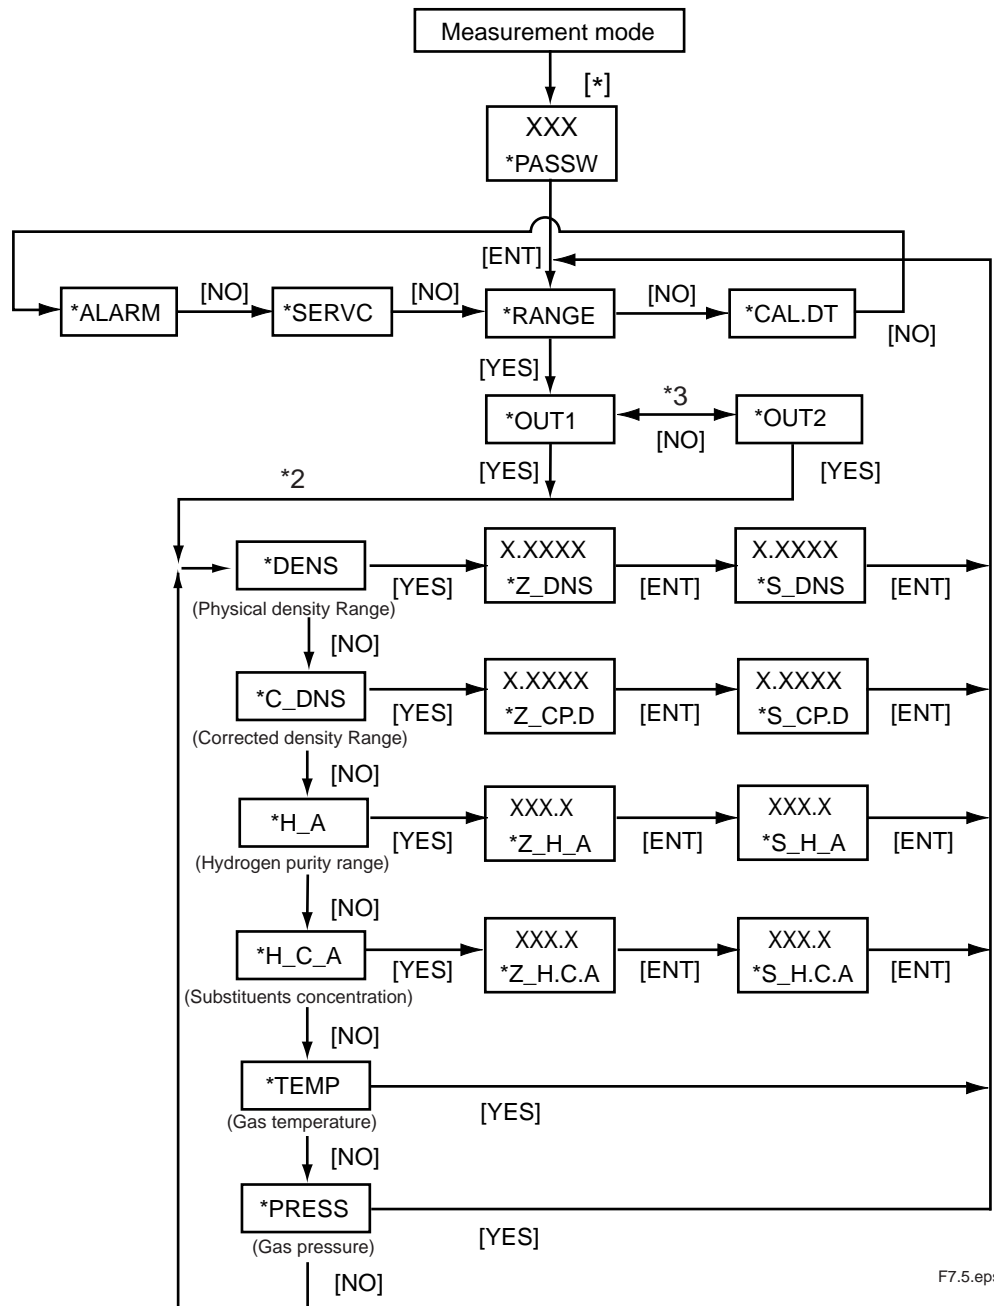 Measurement mode
[*]
XXX
*PASSW
[ENT]
*ALARM
[NO]
*SERVC
[NO]
*RANGE
[NO]
*CAL.DT
[NO]
[YES]
*OUT1
*3
[NO]
*OUT2
[YES]
[YES]
*2
*DENS
(Physical density Range)
[YES]
X.XXXX
*Z_DNS
[ENT]
X.XXXX
*S_DNS
[ENT]
[NO]
*C_DNS
(Corrected density Range)
[YES]
X.XXXX
*Z_CP.D
[ENT]
X.XXXX
*S_CP.D
[ENT]
[NO]
*H_A
(Hydrogen purity range)
[YES]
XXX.X
*Z_H_A
[ENT]
XXX.X
*S_H_A
[ENT]
[NO]
*H_C_A
(Substituents concentration)
[YES]
XXX.X
*Z_H.C.A
[ENT]
XXX.X
*S_H.C.A
[ENT]
[NO]
*TEMP
(Gas temperature)
[YES]
[NO]
*PRESS
(Gas pressure)
[YES]
[NO]
F7.5.eps